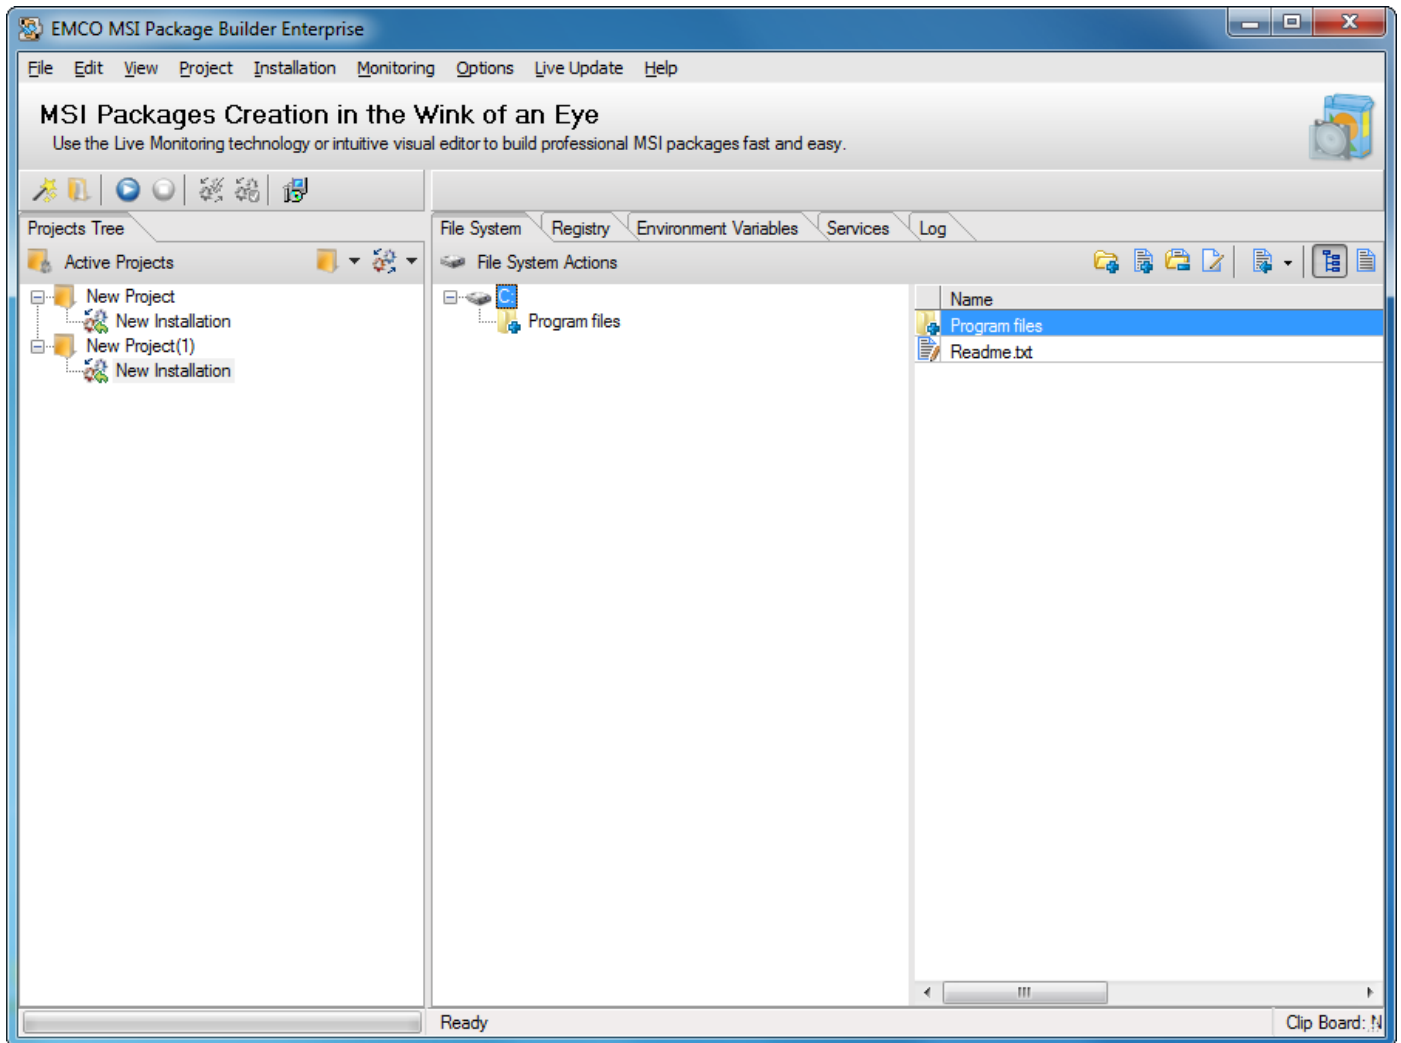 EMCO MSI Package Builder Enterprise
File Edit View Project Installation Monitoring Options Live Update Help
MSI Packages Creation in the Wink of an Eye
Use the Live Monitoring technology or intuitive visual editor to build professional MSI packages fast and easy.
Projects Tree
File System Registry Environment Variables Services Log
Active Projects
File System Actions
New Project
New Installation
New Project(1)
New Installation
C:
Program files
Name
Program files
Readme.txt
Ready
Clip Board: